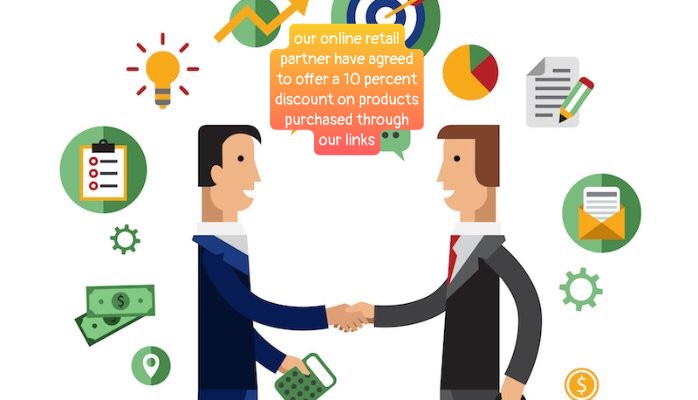 our online retail
partner have agreed
to offer a 10 percent
discount on products
purchased through
our links
$
$